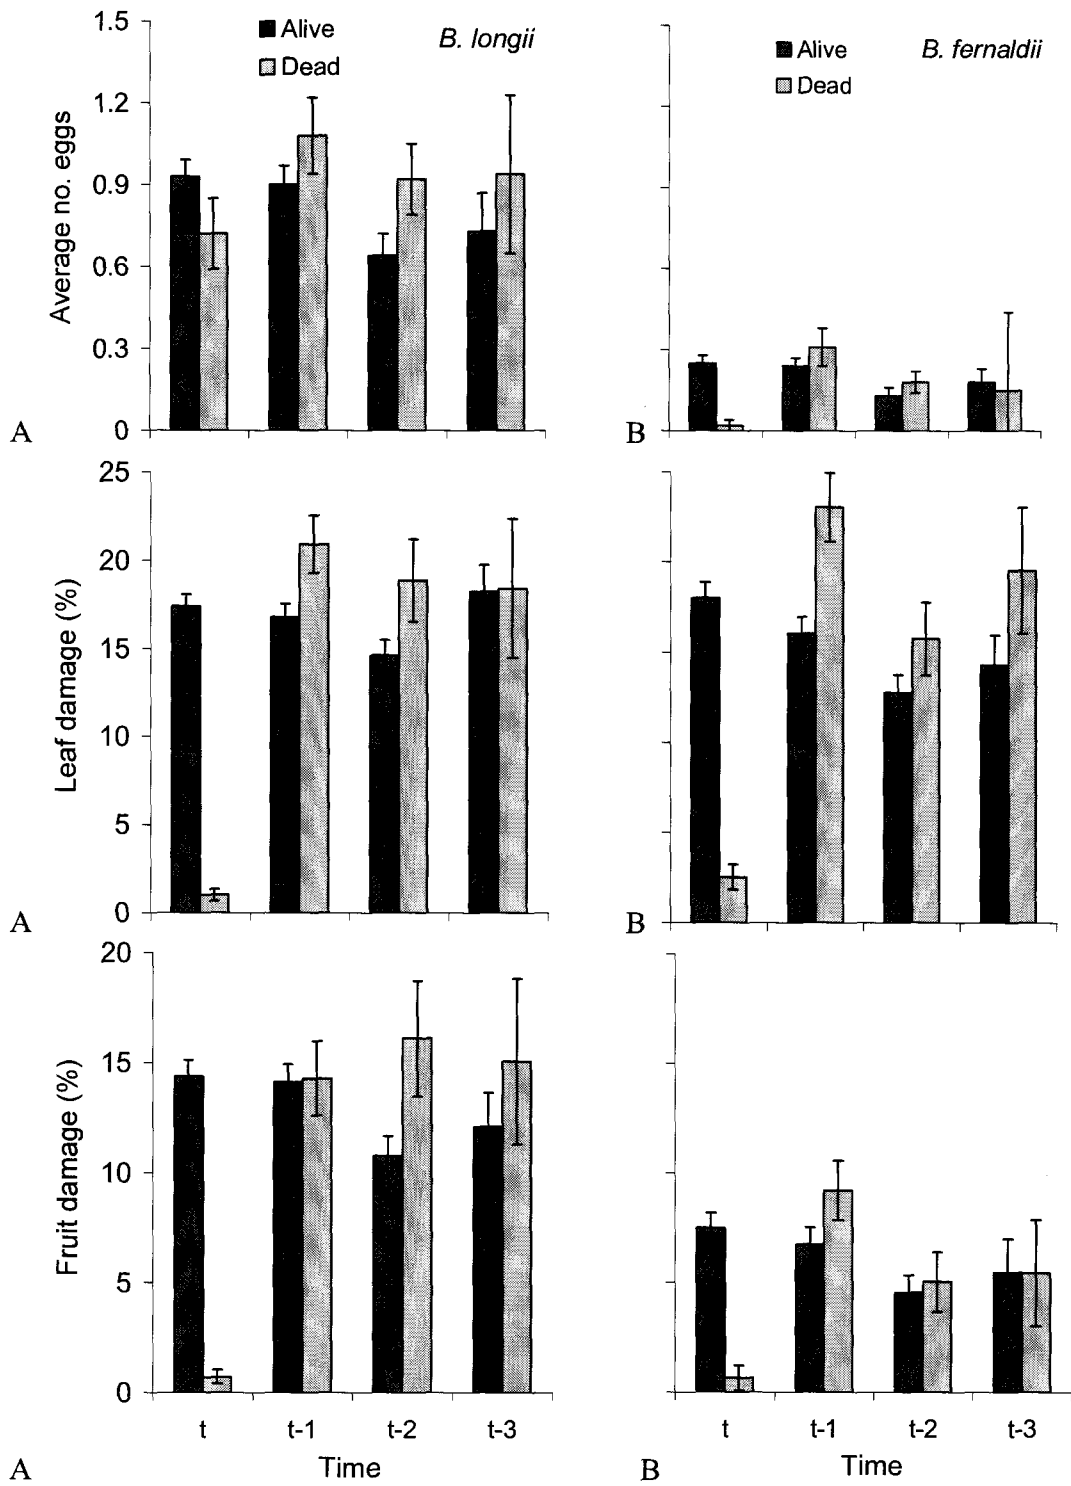 1.5
Alive
Dead
B. longii
1.2
0.9
0.6
0.3
0
Average no. eggs
A
Alive
Dead
B. fernaldii
B
25
20
15
10
5
0
Leaf damage (%)
A
B
20
15
10
5
0
Fruit damage (%)
t t-1 t-2 t-3
Time
A
t t-1 t-2 t-3
Time
B